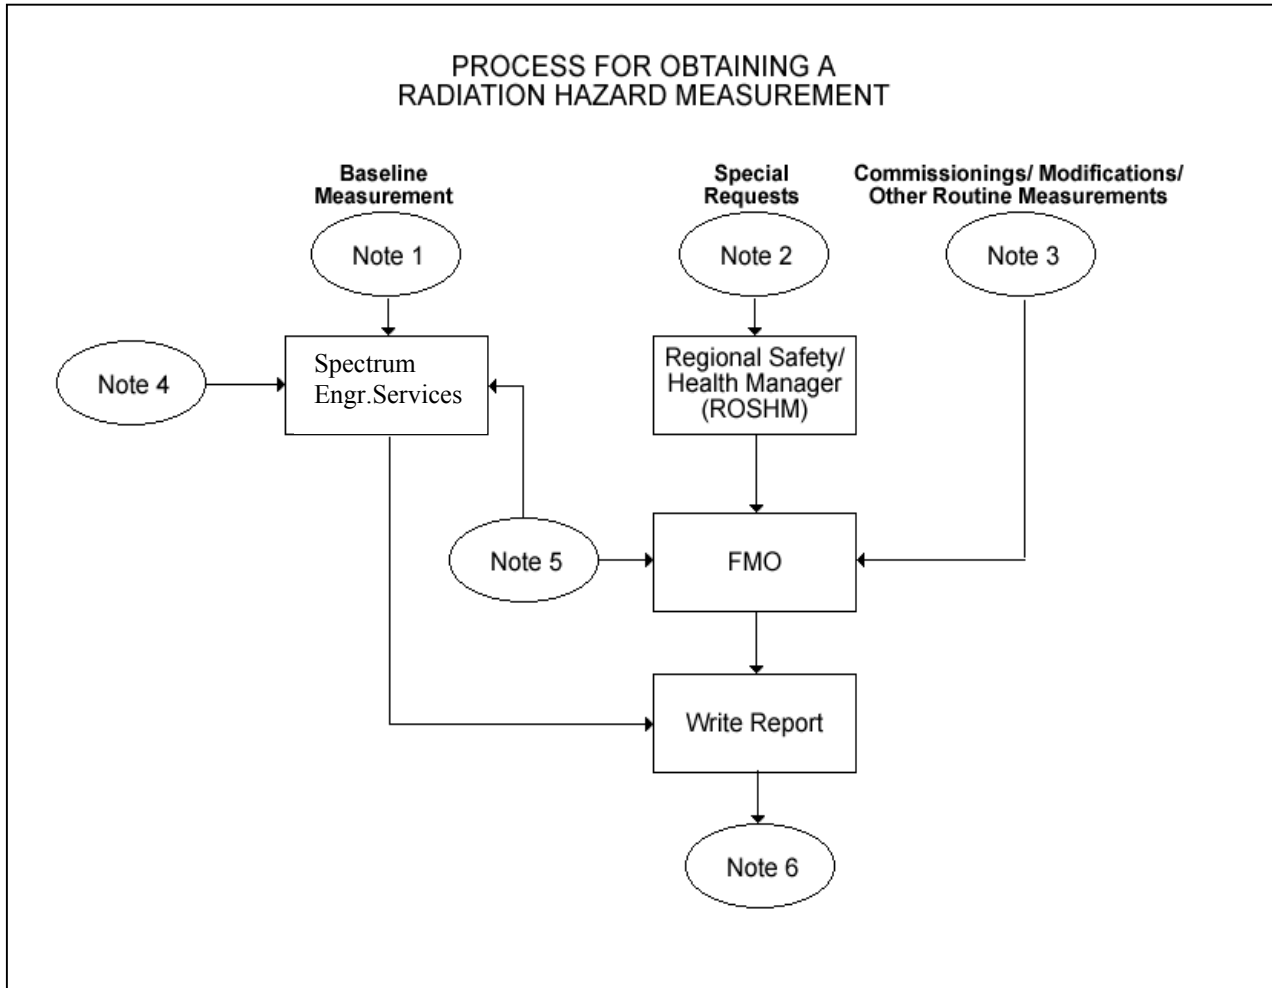 PROCESS FOR OBTAINING A
RADIATION HAZARD MEASUREMENT
Baseline
Measurement
Special
Requests
Commissionings/ Modifications/
Other Routine Measurements
Note 1
Note 2
Note 3
Note 4
Spectrum
Engr.Services
Regional Safety/
Health Manager
(ROSHM)
Note 5
FMO
Write Report
Note 6